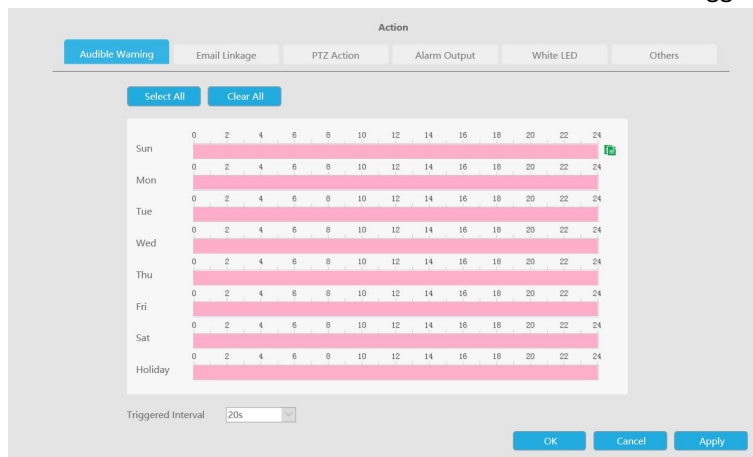 gg
Action
Audible Warning Email Linkage PTZ Action Alarm Output White LED Others
Select All Clear All
0 2 4 6 8 10 12 14 16 18 20 22 24
Sun
0 2 4 6 8 10 12 14 16 18 20 22 24
Mon
0 2 4 6 8 10 12 14 16 18 20 22 24
Tue
0 2 4 6 8 10 12 14 16 18 20 22 24
Wed
0 2 4 6 8 10 12 14 16 18 20 22 24
Thu
0 2 4 6 8 10 12 14 16 18 20 22 24
Fri
0 2 4 6 8 10 12 14 16 18 20 22 24
Sat
0 2 4 6 8 10 12 14 16 18 20 22 24
Holiday
Triggered Interval 20s
OK Cancel Apply